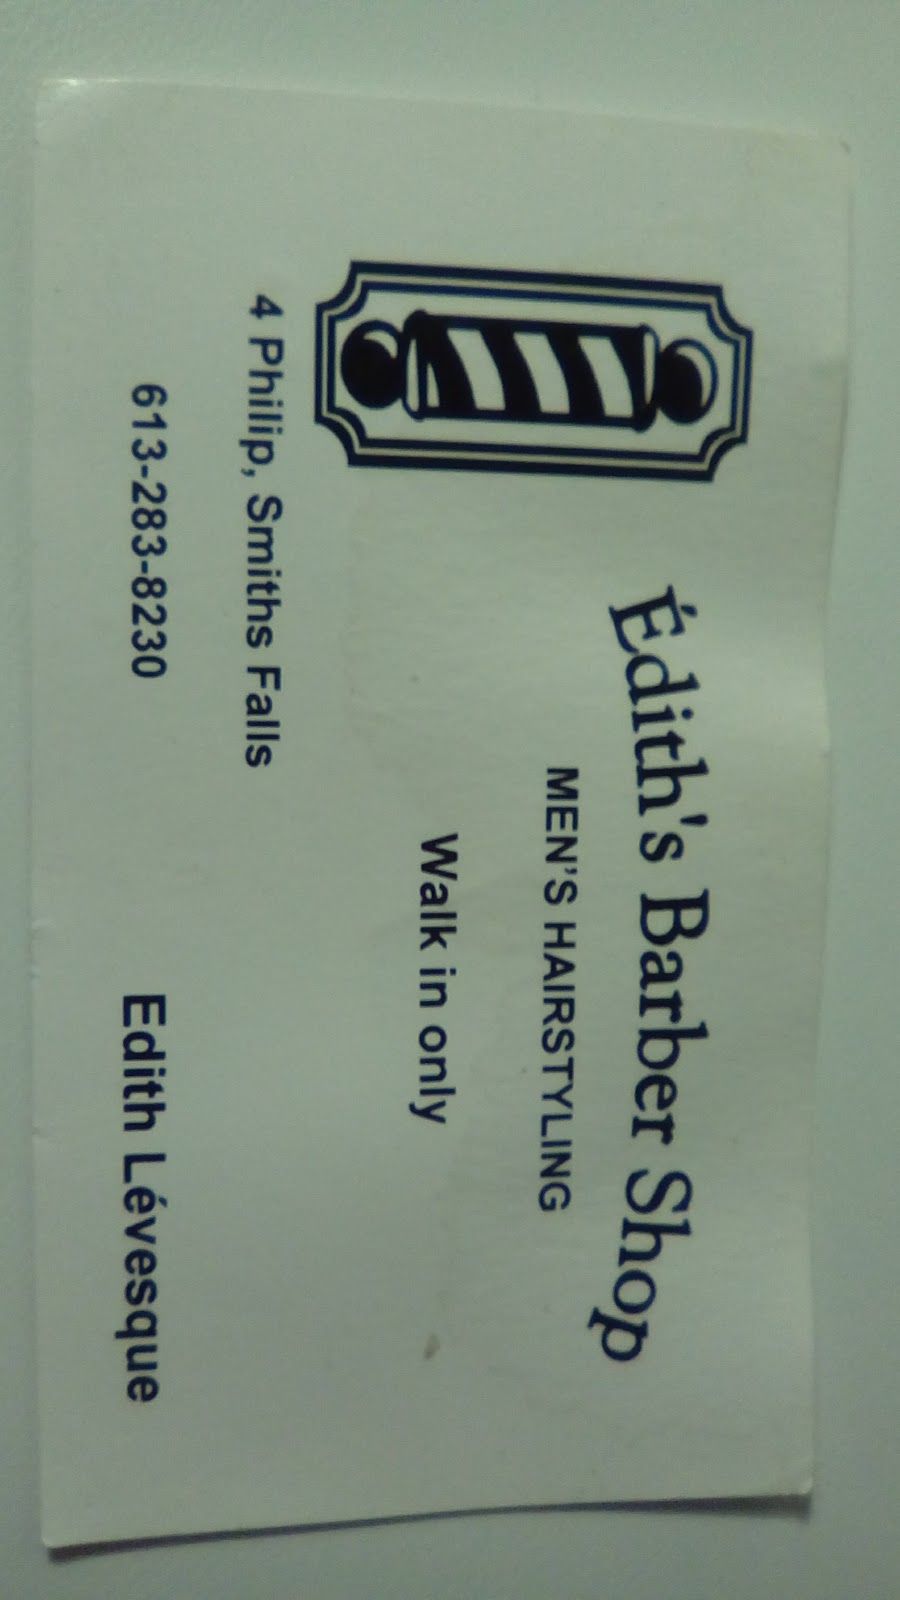 Édith's Barber Shop
MEN'S HAIRSTYLING
Walk in only
4 Philip, Smiths Falls
613-283-8230
Edith Lévesque